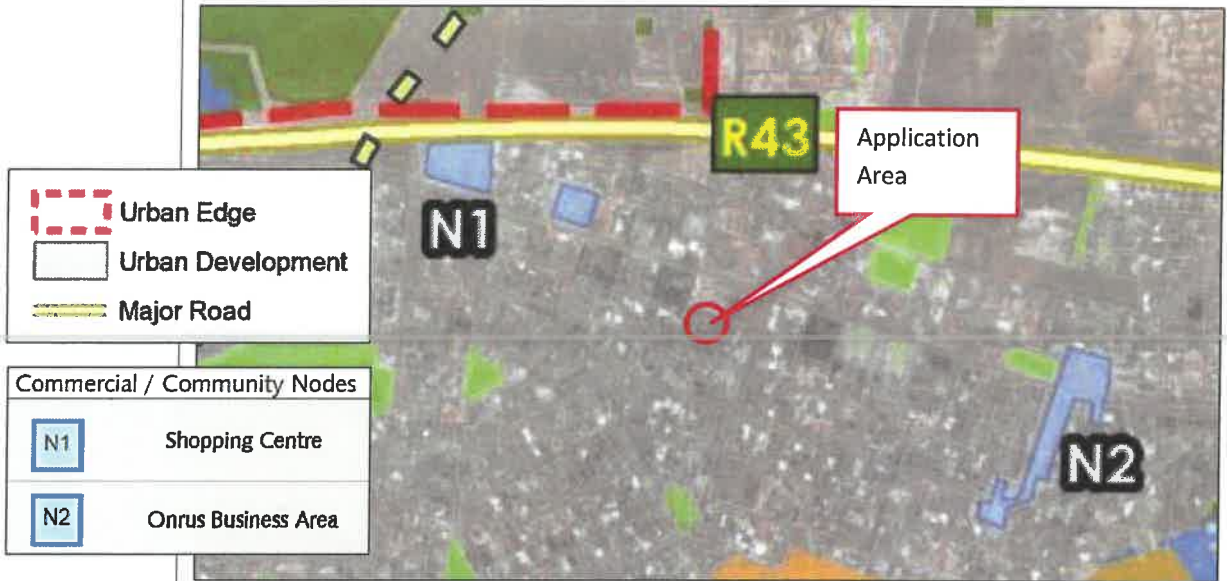 R43
Application
Area
N1
N2
Urban Edge
Urban Development
Major Road
Commercial / Community Nodes
N1 Shopping Centre
N2 Onrus Business Area